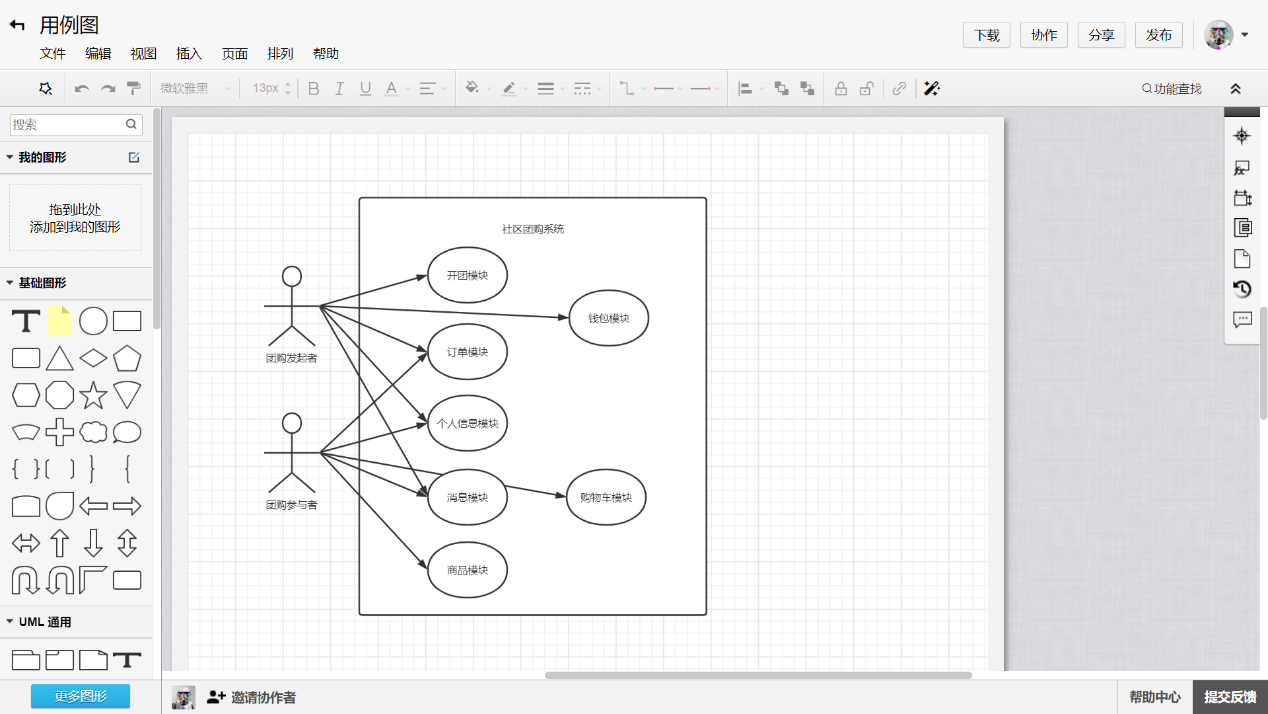 用例图
文件 编辑 视图 插入 页面 排列 帮助
下载 协作 分享 发布
微软雅黑 13px B I U A
功能查找
搜索
我的图形
拖到此处
添加到我的图形
基础图形
UML 通用
更多图形
社区团购系统
开团模块
钱包模块
团购发起者
订单模块
个人信息模块
团购参与者
消息模块
购物车模块
商品模块
邀请协作者
帮助中心 提交反馈